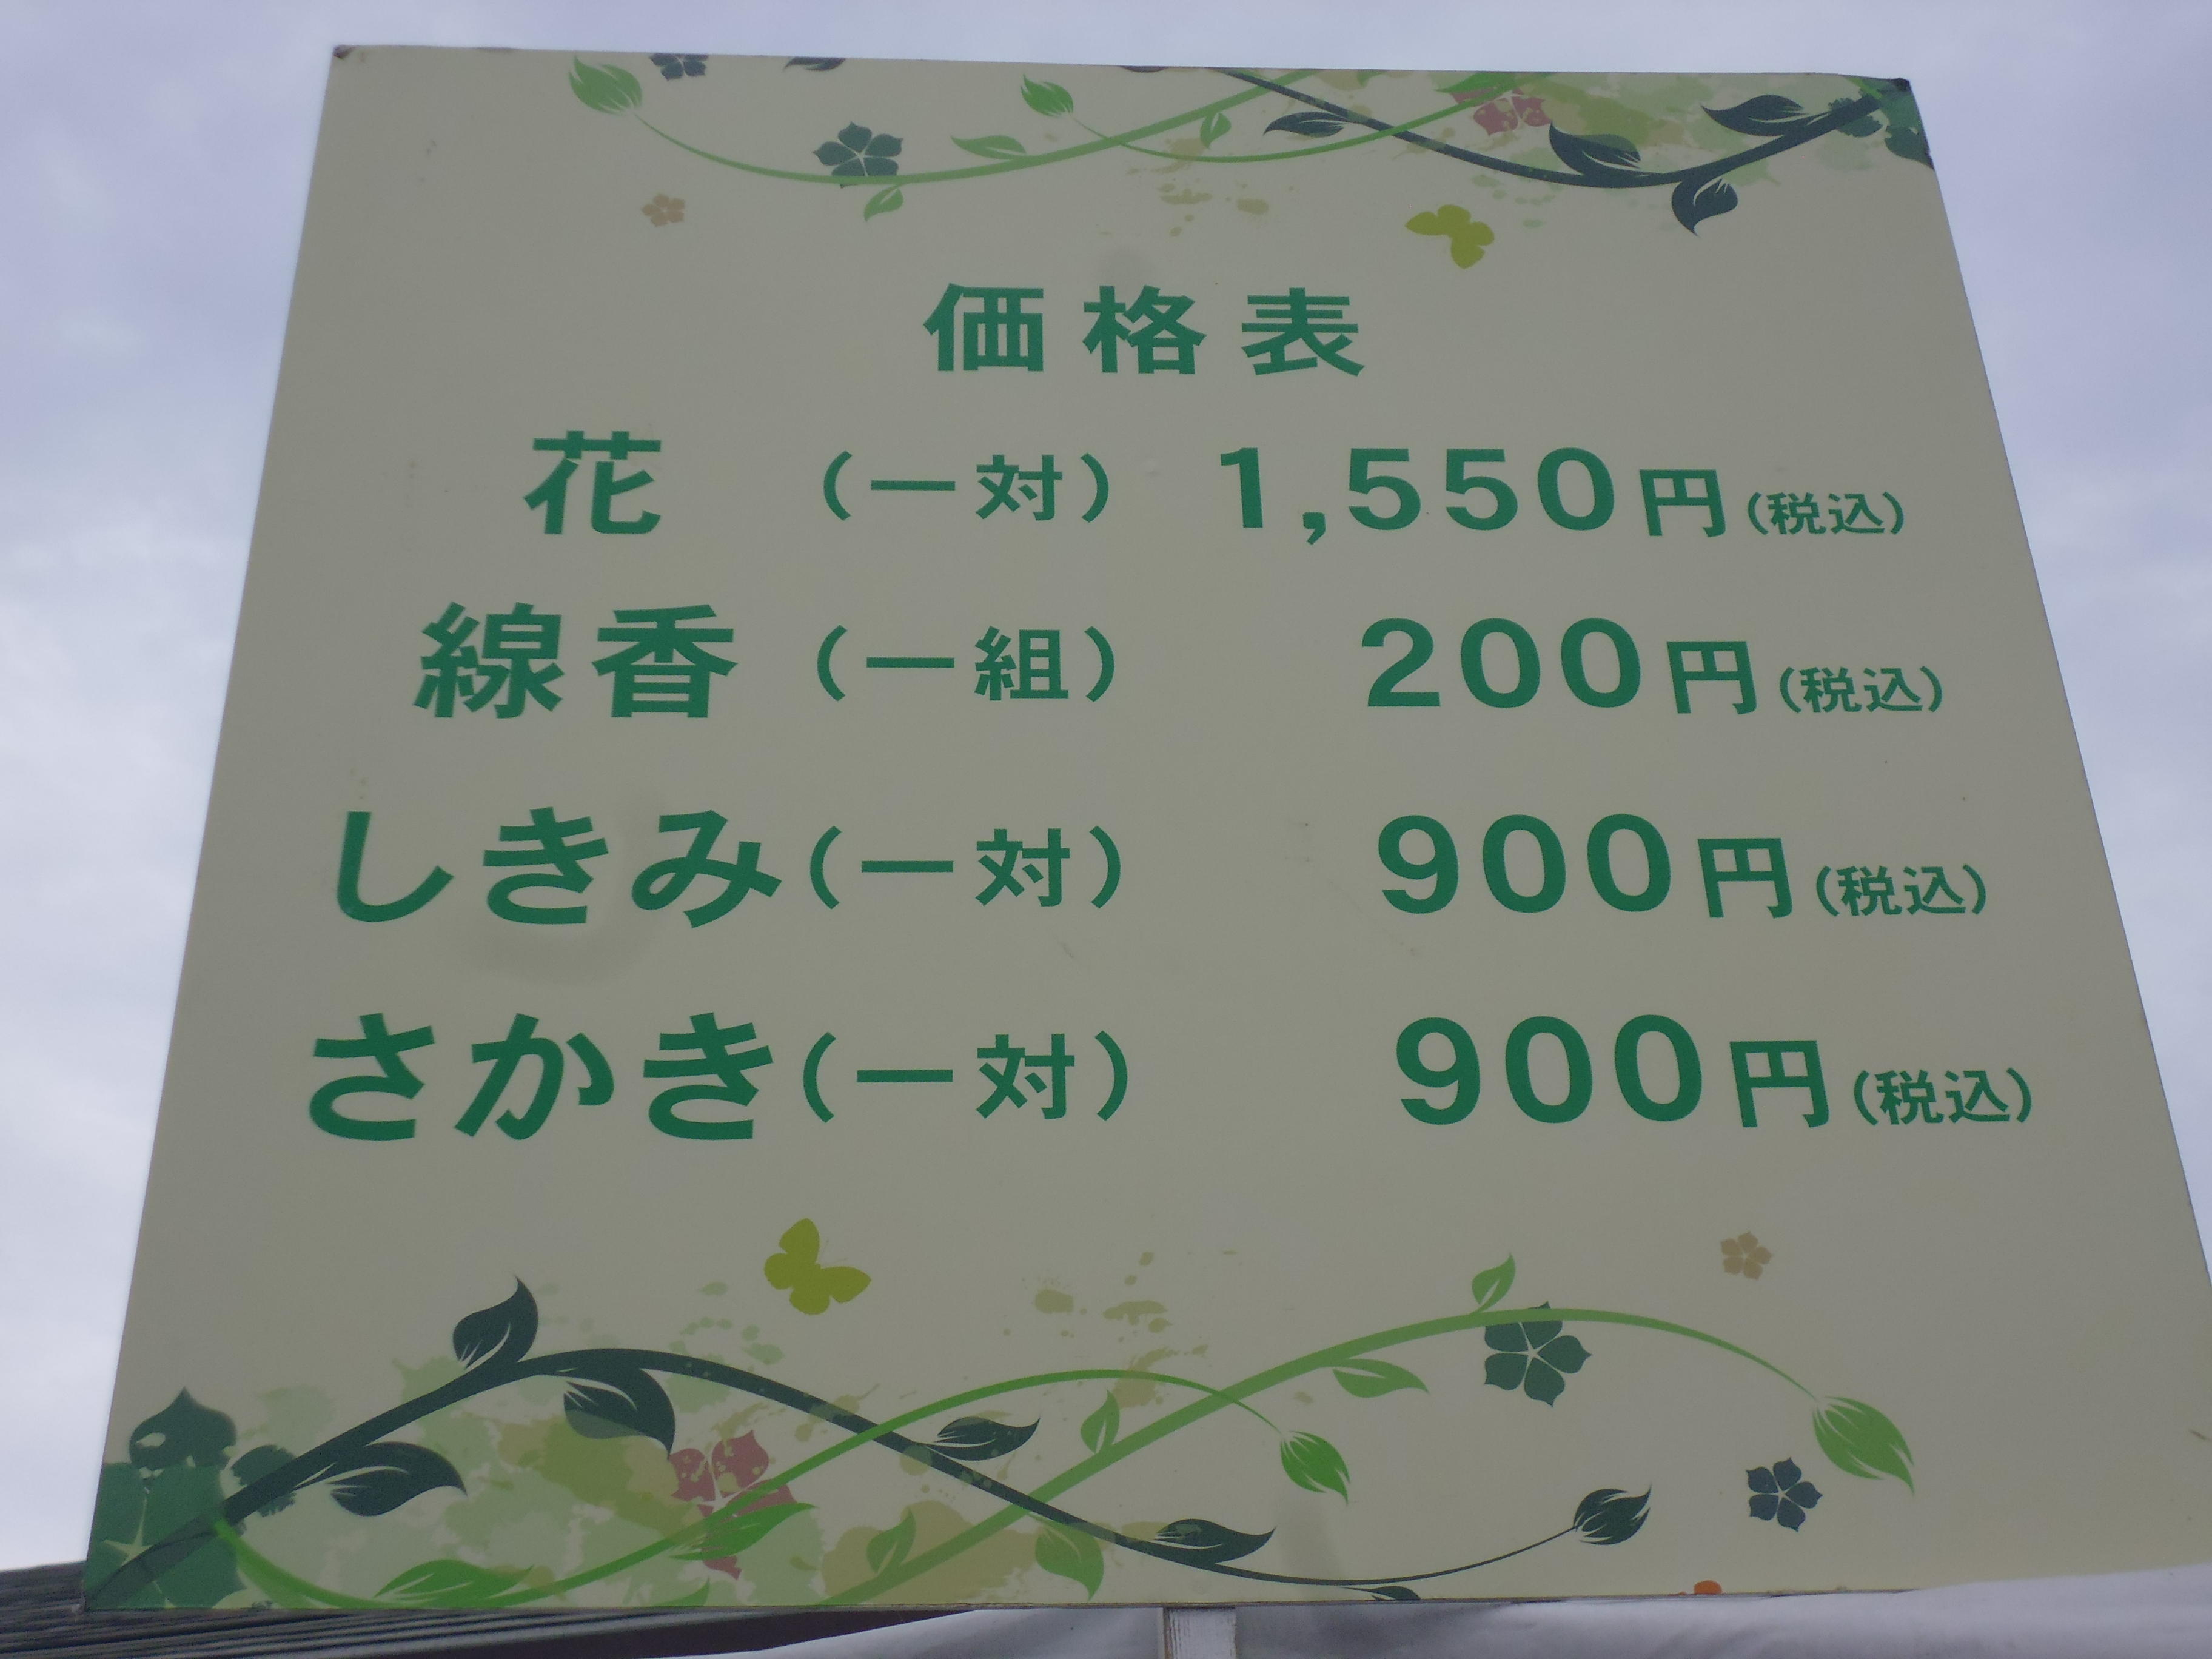 価格表
花 （一対） 1,550円（税込）
線香（一組） 200円（税込）
しきみ（一対） 900円（税込）
さかき（一対） 900円（税込）